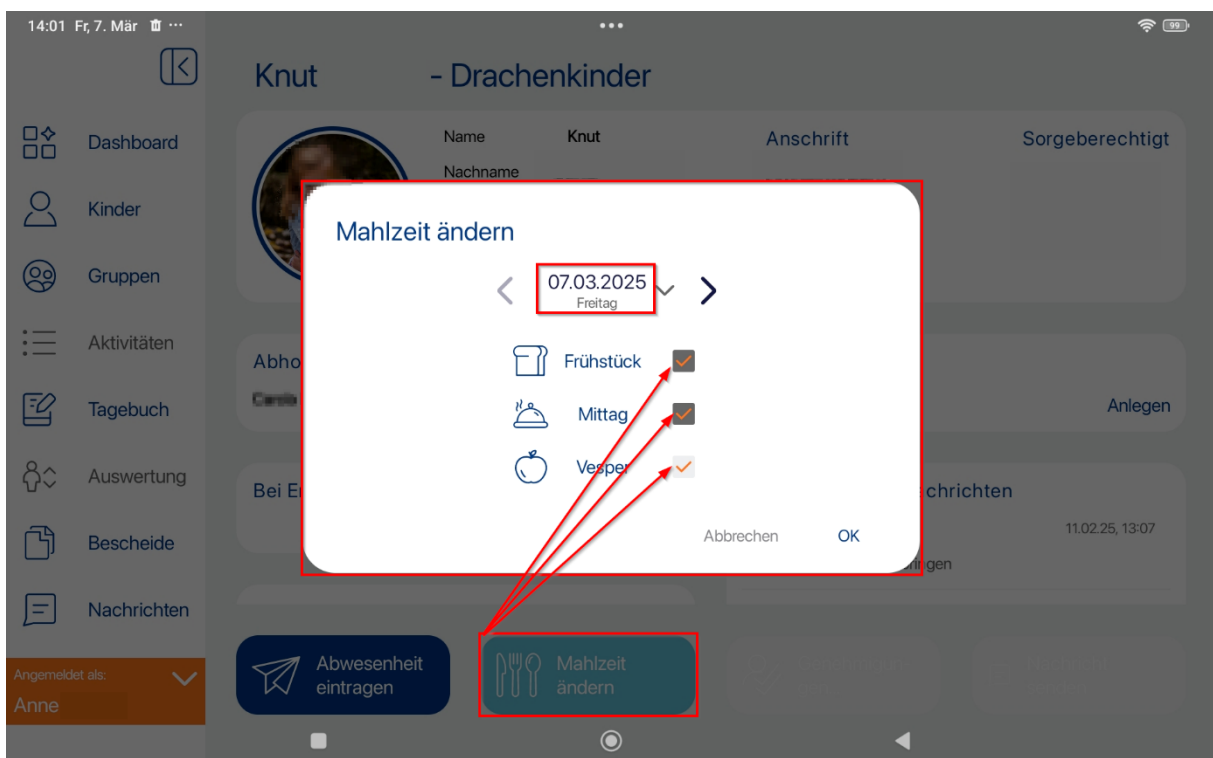 14:01 Fr, 7. Mär
99
Knut - Drachenkinder
Dashboard
Kinder
Gruppen
Aktivitäten
Tagebuch
Auswertung
Bescheide
Nachrichten
Angemeldet als:
Anne
Name Knut
Nachname
Anschrift
Sorgeberechtigt
Mahlzeit ändern
07.03.2025
Freitag
Frühstück
Mittag
Vesper
Abbrechen OK
Abho
Anlegen
Bei E
chrichten
11.02.25, 13:07
ringen
Abwesenheit
eintragen
Mahlzeit
ändern